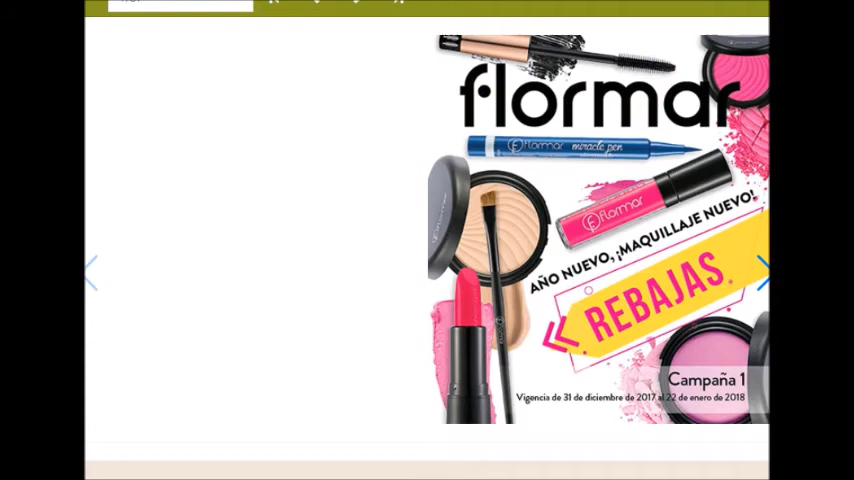 flormar
flormar miracle pen
flormar
AÑO NUEVO, ¡MAQUILLAJE NUEVO!
REBAJAS
Campaña 1
Vigencia de 31 de diciembre de 2017 al 22 de enero de 2018